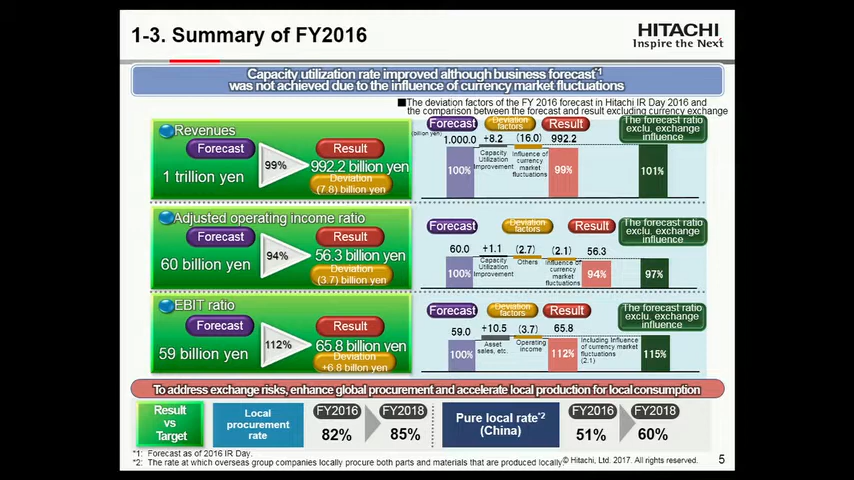 1-3. Summary of FY2016
HITACHI
Inspire the Next
Capacity utilization rate improved although business forecast*1
was not achieved due to the influence of currency market fluctuations
■The deviation factors of the FY 2016 forecast in Hitachi IR Day 2016 and
the comparison between the forecast and result excluding currency exchange
Revenues
Forecast
1 trillion yen
99%
Result
992.2 billion yen
Deviation
(7.8) billion yen
(billion yen)
Forecast
Deviation factors
Result
The forecast ratio exclu. exchange influence
1.000.0
+8.2
(16.0)
992.2
100%
Capacity Utilization Improvement
Influence of currency market fluctuations
99%
101%
Adjusted operating income ratio
Forecast
60 billion yen
94%
Result
56.3 billion yen
Deviation
(3.7) billion yen
Forecast
Deviation factors
Result
The forecast ratio exclu. exchange influence
60.0
+1.1
(2.7)
(2.1)
56.3
100%
Capacity Utilization Improvement
Others
Influence of currency market fluctuations
94%
97%
EBIT ratio
Forecast
59 billion yen
112%
Result
65.8 billion yen
Deviation
+6.8 billion yen
Forecast
Deviation factors
Result
The forecast ratio exclu. exchange influence
59.0
+10.5
(3.7)
65.8
100%
Asset sales, etc.
Operating income
112%
Including Influence of currency market fluctuations (2.1)
115%
To address exchange risks, enhance global procurement and accelerate local production for local consumption
Result vs Target
Local procurement rate
FY2016
82%
FY2018
85%
Pure local rate*2 (China)
FY2016
51%
FY2018
60%
*1: Forecast as of 2016 IR Day.
*2: The rate at which overseas group companies locally procure both parts and materials that are produced locally.
© Hitachi, Ltd. 2017. All rights reserved.
5